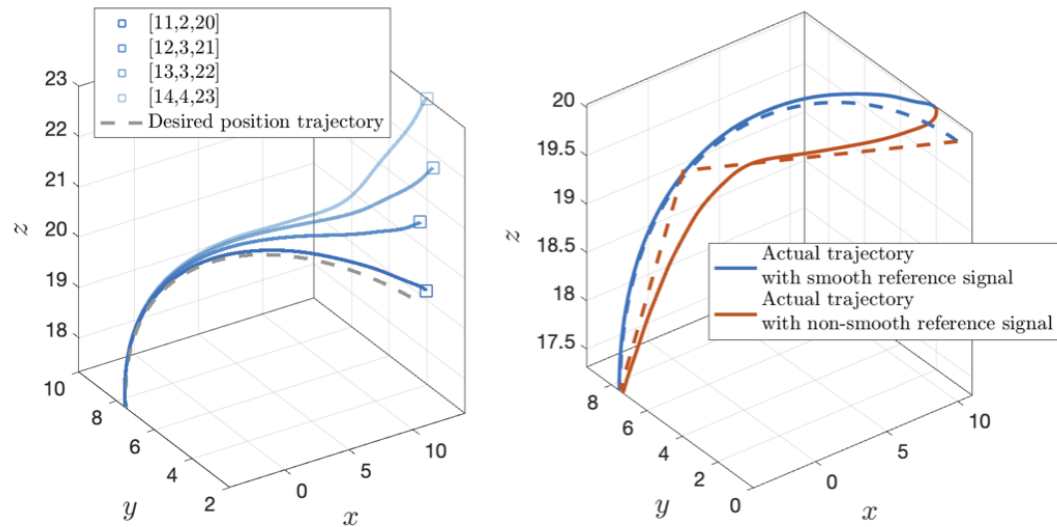 [11,2,20]
[12,3,21]
[13,3,22]
[14,4,23]
Desired position trajectory
23
22
21
20
19
18
z
10
8
6
4
2
y
0
5
10
x
20
19.5
19
18.5
18
17.5
z
8
6
4
2
0
y
0
5
10
x
Actual trajectory
with smooth reference signal
Actual trajectory
with non-smooth reference signal